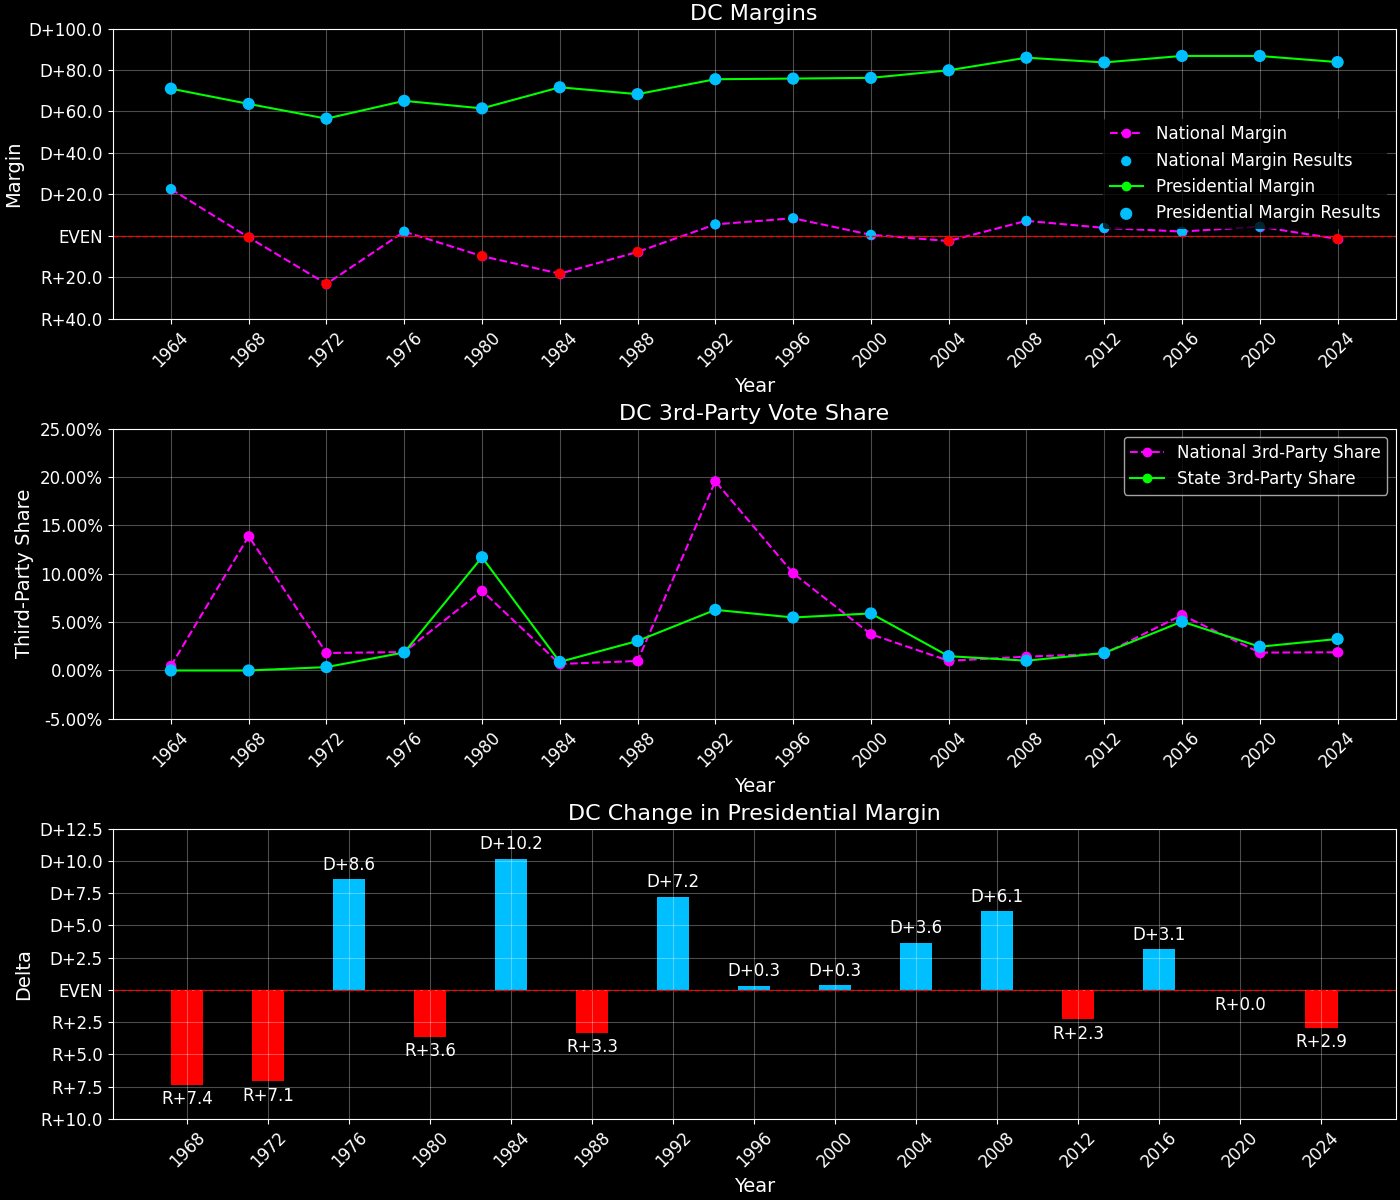 DC Margins
D+100.0
D+80.0
D+60.0
D+40.0
D+20.0
EVEN
R+20.0
R+40.0
Margin
National Margin
National Margin Results
Presidential Margin
Presidential Margin Results
1964 1968 1972 1976 1980 1984 1988 1992 1996 2000 2004 2008 2012 2016 2020 2024
Year
DC 3rd-Party Vote Share
25.00%
20.00%
15.00%
10.00%
5.00%
0.00%
-5.00%
Third-Party Share
National 3rd-Party Share
State 3rd-Party Share
1964 1968 1972 1976 1980 1984 1988 1992 1996 2000 2004 2008 2012 2016 2020 2024
Year
DC Change in Presidential Margin
D+12.5
D+10.0
D+7.5
D+5.0
D+2.5
EVEN
R+2.5
R+5.0
R+7.5
R+10.0
Delta
R+7.4
R+7.1
D+8.6
R+3.6
D+10.2
R+3.3
D+7.2
D+0.3
D+0.3
D+3.6
D+6.1
R+2.3
D+3.1
R+0.0
R+2.9
1968 1972 1976 1980 1984 1988 1992 1996 2000 2004 2008 2012 2016 2020 2024
Year